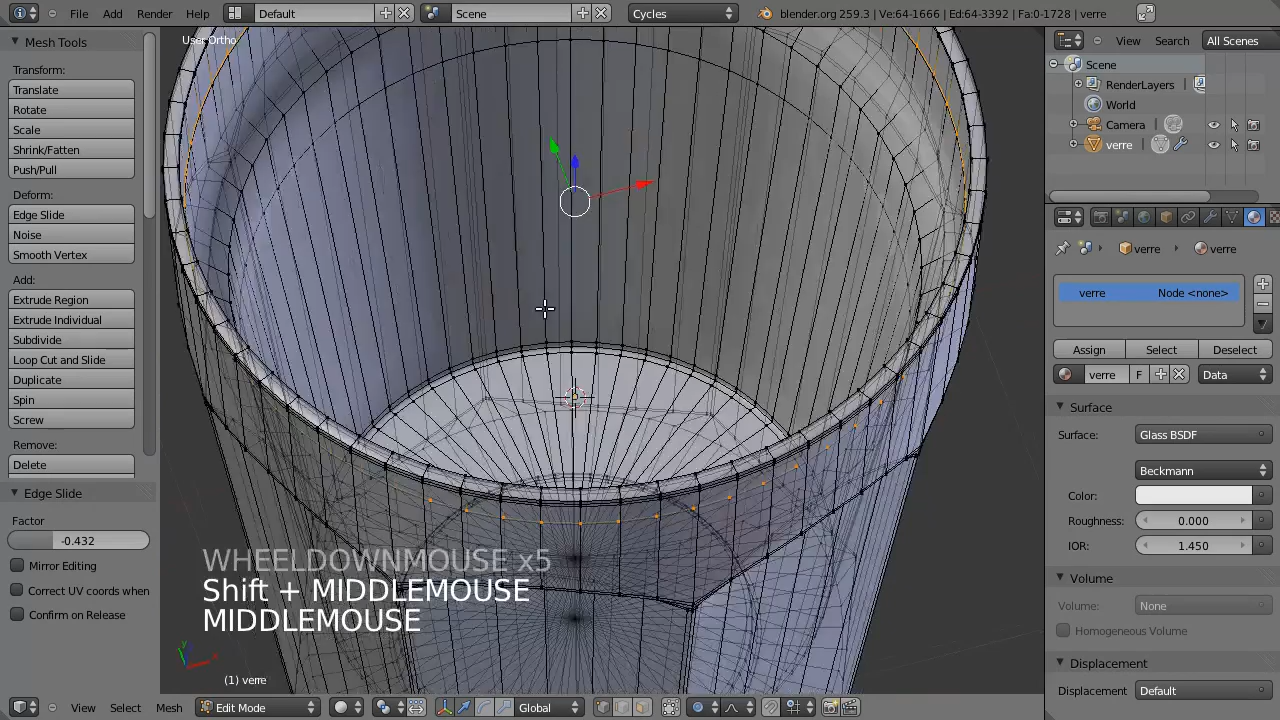 File Add Render Help Default Scene Cycles blender.org 259.3 | Ve:64-1666 | Ed:64-3392 | Fa:0-1728 | verre
Mesh Tools
Transform:
Translate
Rotate
Scale
Shrink/Fatten
Push/Pull
Deform:
Edge Slide
Noise
Smooth Vertex
Add:
Extrude Region
Extrude Individual
Subdivide
Loop Cut and Slide
Duplicate
Spin
Screw
Remove:
Delete
Edge Slide
Factor
-0.432
Mirror Editing
Correct UV coords when
Confirm on Release
User Ortho
WHEELDOWNMOUSE x5
Shift + MIDDLEMOUSE
MIDDLEMOUSE
y
x
(1) verre
View Select Mesh Edit Mode Global
View Search All Scenes
Scene
RenderLayers
World
Camera
verre
verre verre
verre Node <none>
Assign Select Deselect
verre F Data
Surface
Surface: Glass BSDF
Beckmann
Color:
Roughness: 0.000
IOR: 1.450
Volume
Volume: None
Homogeneous Volume
Displacement
Displacement Default